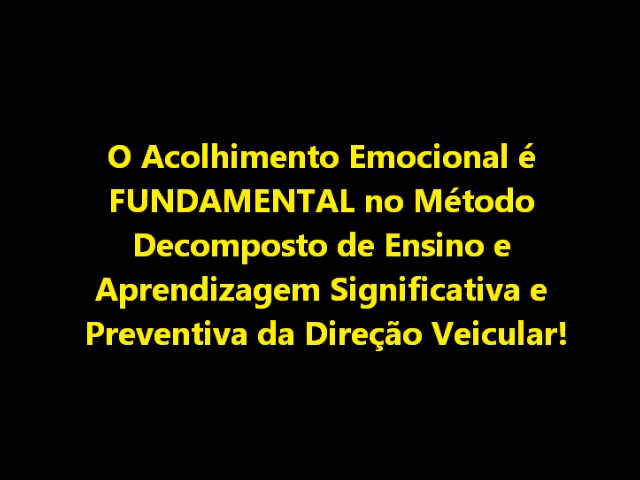 O Acolhimento Emocional é
FUNDAMENTAL no Método
Decomposto de Ensino e
Aprendizagem Significativa e
Preventiva da Direção Veicular!